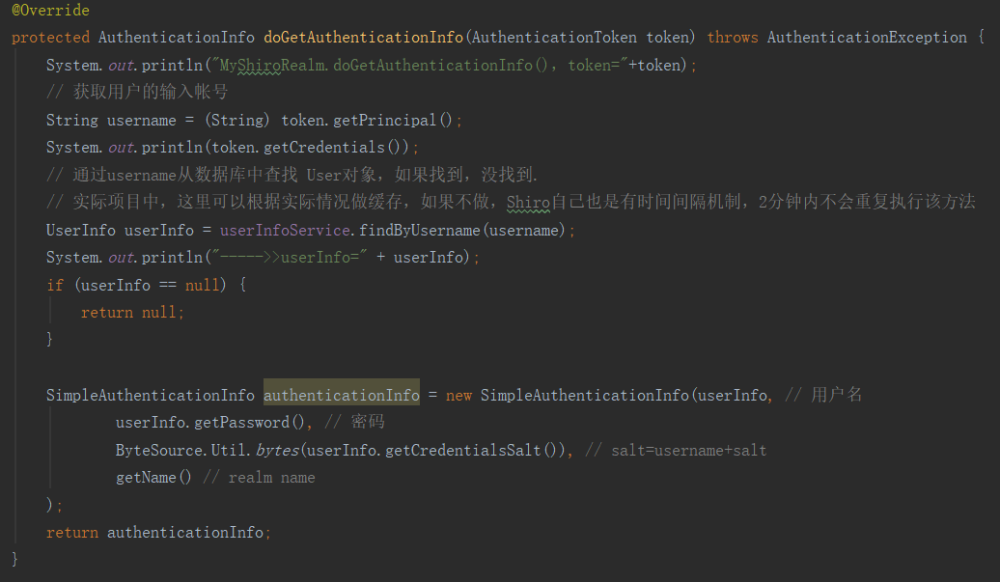 @Override
protected AuthenticationInfo doGetAuthenticationInfo(AuthenticationToken token) throws AuthenticationException {
System.out.println("MyShiroRealm.doGetAuthenticationInfo(), token="+token);
// 获取用户的输入帐号
String username = (String) token.getPrincipal();
System.out.println(token.getCredentials());
// 通过username从数据库中查找 User对象，如果找到，没找到.
// 实际项目中，这里可以根据实际情况做缓存，如果不做，Shiro自己也是有时间间隔机制，2分钟内不会重复执行该方法
UserInfo userInfo = userInfoService.findByUsername(username);
System.out.println("----->>userInfo=" + userInfo);
if (userInfo == null) {
return null;
}
SimpleAuthenticationInfo authenticationInfo = new SimpleAuthenticationInfo(userInfo, // 用户名
userInfo.getPassword(), // 密码
ByteSource.Util.bytes(userInfo.getCredentialsSalt()), // salt=username+salt
getName() // realm name
);
return authenticationInfo;
}